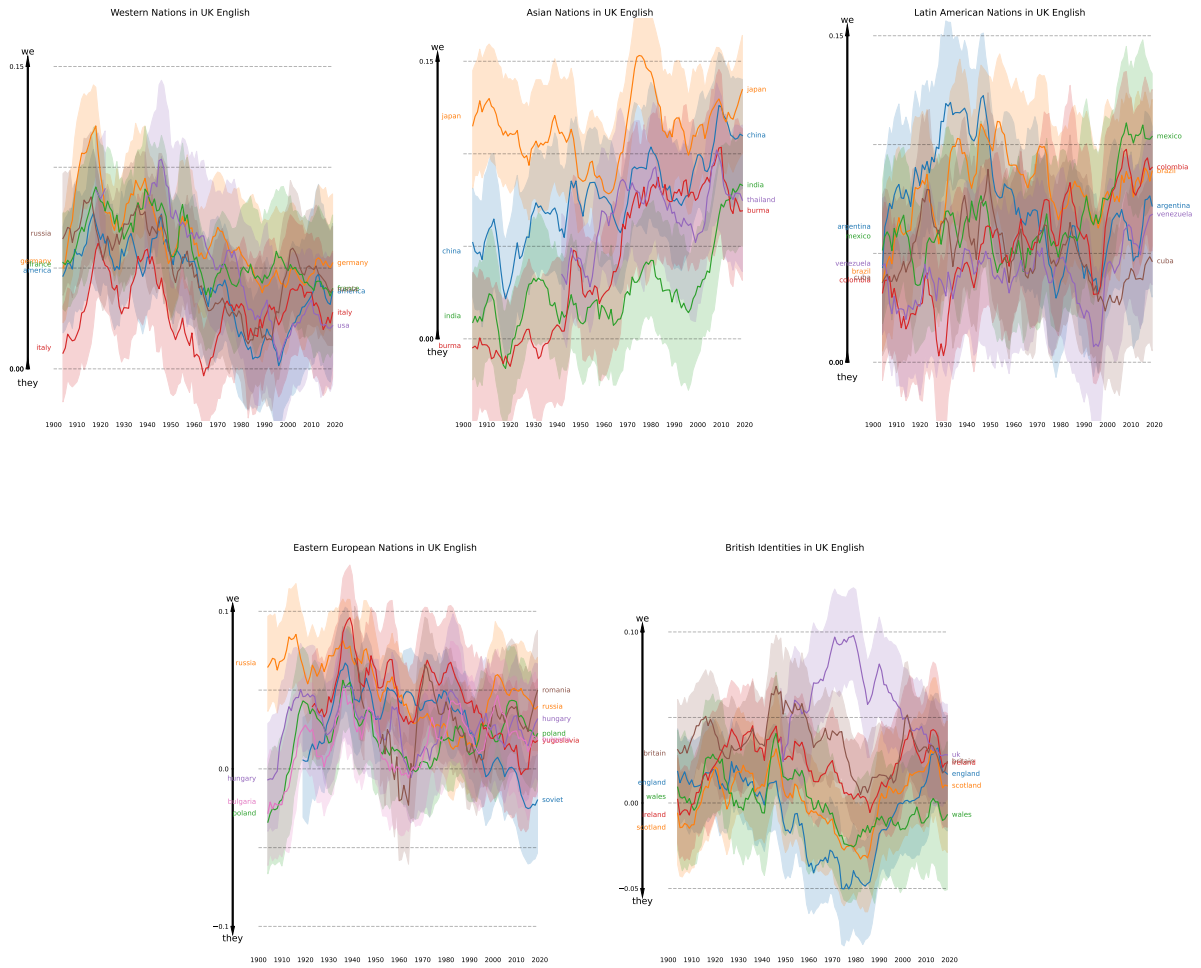 Western Nations in UK English
we
0.15
russia
italy
america
0.00
they
germany
america
italy
usa
1900 1910 1920 1930 1940 1950 1960 1970 1980 1990 2000 2010 2020
Asian Nations in UK English
we
0.15
japan
china
india
burma
0.00
they
japan
china
india
thailand
burma
1900 1910 1920 1930 1940 1950 1960 1970 1980 1990 2000 2010 2020
Latin American Nations in UK English
we
0.15
argentina
mexico
venezuela
brazil
colombia
0.00
they
mexico
colombia
brazil
argentina
venezuela
cuba
1900 1910 1920 1930 1940 1950 1960 1970 1980 1990 2000 2010 2020
Eastern European Nations in UK English
we
0.1
russia
0.0
hungary
bulgaria
poland
−0.1
they
romania
russia
hungary
poland
yugoslavia
soviet
1900 1910 1920 1930 1940 1950 1960 1970 1980 1990 2000 2010 2020
British Identities in UK English
we
0.10
britain
england
wales
0.00
ireland
scotland
−0.05
they
uk
ireland
england
scotland
wales
1900 1910 1920 1930 1940 1950 1960 1970 1980 1990 2000 2010 2020